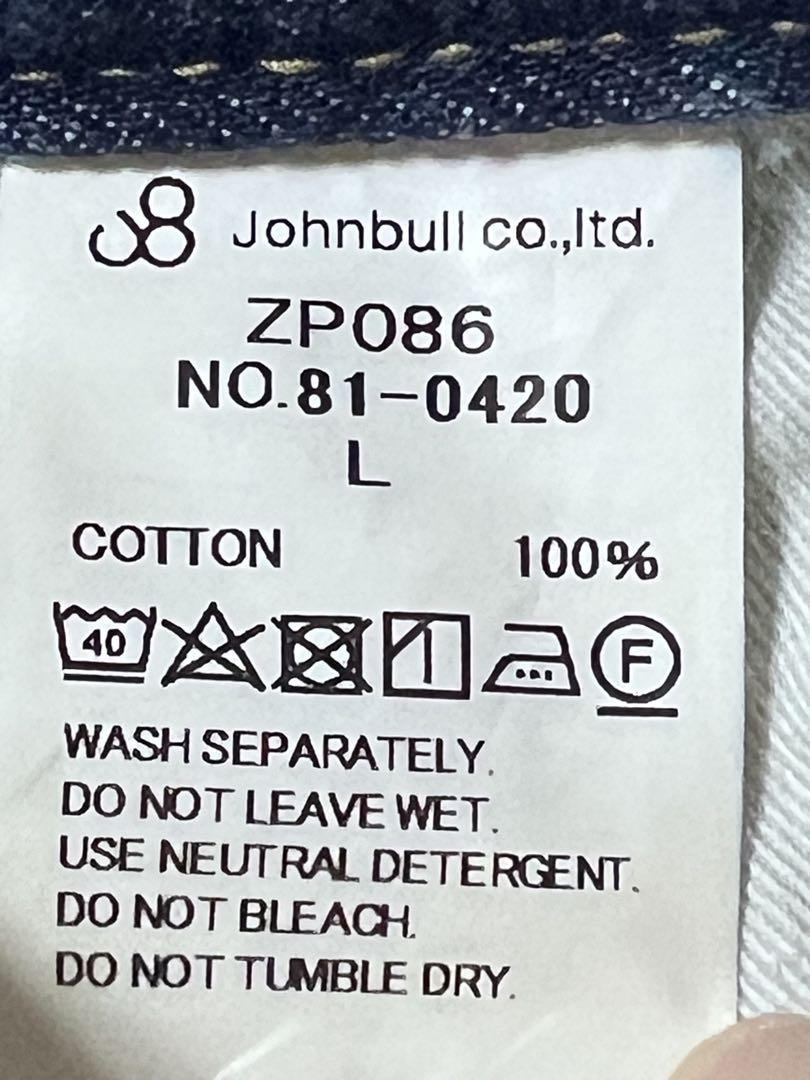 Johnbull co.,ltd.
ZP086
NO.81-0420
L
COTTON 100%
40 F
WASH SEPARATELY.
DO NOT LEAVE WET.
USE NEUTRAL DETERGENT.
DO NOT BLEACH.
DO NOT TUMBLE DRY.